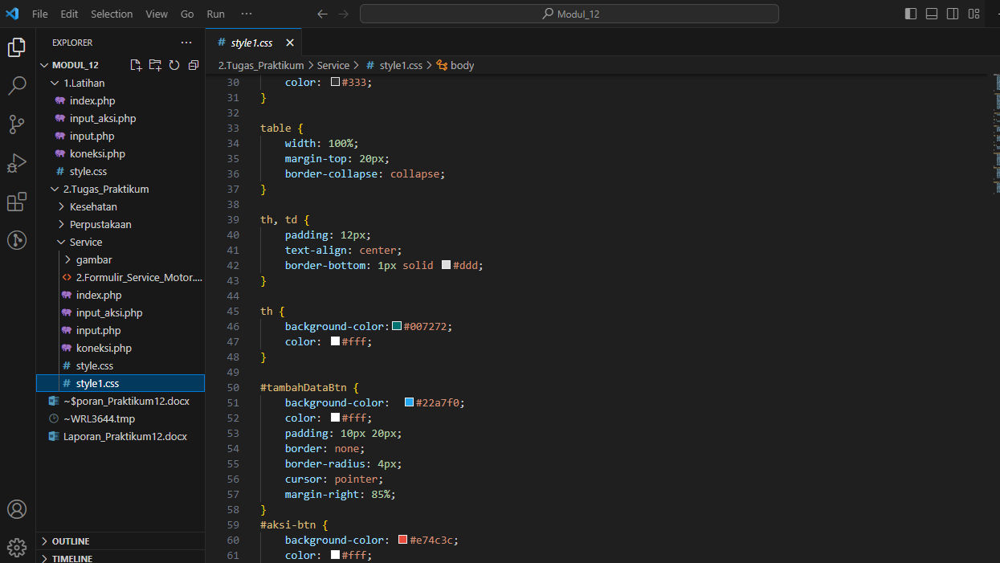 File Edit Selection View Go Run ···
Modul_12
EXPLORER ···
MODUL_12
1.Latihan
index.php
input_aksi.php
input.php
koneksi.php
# style.css
2.Tugas_Praktikum
Kesehatan
Perpustakaan
Service
gambar
<> 2.Formulir_Service_Motor....
index.php
input_aksi.php
input.php
koneksi.php
# style.css
# style1.css
~$poran_Praktikum12.docx
~WRL3644.tmp
Laporan_Praktikum12.docx
OUTLINE
TIMELINE
# style1.css
2.Tugas_Praktikum > Service > # style1.css > body
30 color: #333;
31 }
32
33 table {
34 width: 100%;
35 margin-top: 20px;
36 border-collapse: collapse;
37 }
38
39 th, td {
40 padding: 12px;
41 text-align: center;
42 border-bottom: 1px solid #ddd;
43 }
44
45 th {
46 background-color: #007272;
47 color: #fff;
48 }
49
50 #tambahDataBtn {
51 background-color: #22a7f0;
52 color: #fff;
53 padding: 10px 20px;
54 border: none;
55 border-radius: 4px;
56 cursor: pointer;
57 margin-right: 85%;
58 }
59 #aksi-btn {
60 background-color: #e74c3c;
61 color: #fff;